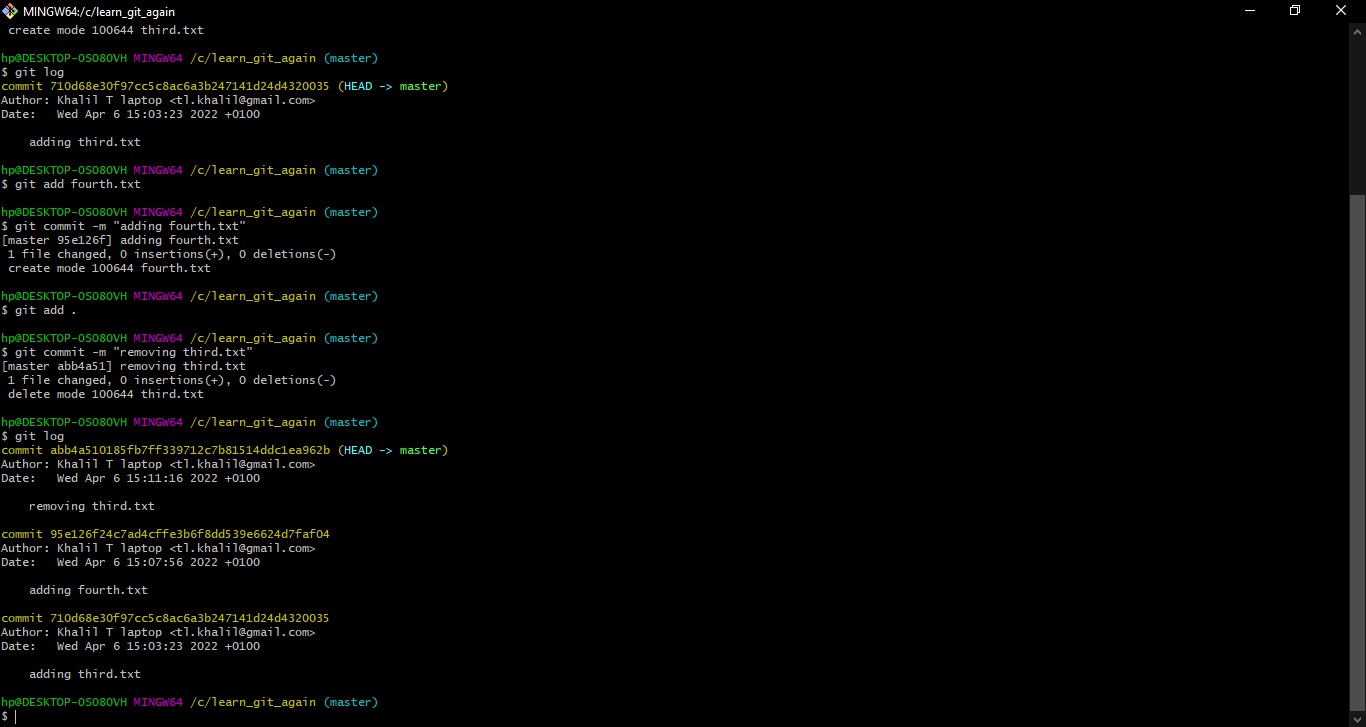 MINGW64:/c/learn_git_again
 create mode 100644 third.txt
hp@DESKTOP-OSO8OVH MINGW64 /c/learn_git_again (master)
$ git log
commit 710d68e30f97cc5c8ac6a3b247141d24d4320035 (HEAD -> master)
Author: Khalil T laptop <tl.khalil@gmail.com>
Date:   Wed Apr 6 15:03:23 2022 +0100
    adding third.txt
hp@DESKTOP-OSO8OVH MINGW64 /c/learn_git_again (master)
$ git add fourth.txt
hp@DESKTOP-OSO8OVH MINGW64 /c/learn_git_again (master)
$ git commit -m "adding fourth.txt"
[master 95e126f] adding fourth.txt
 1 file changed, 0 insertions(+), 0 deletions(-)
 create mode 100644 fourth.txt
hp@DESKTOP-OSO8OVH MINGW64 /c/learn_git_again (master)
$ git add .
hp@DESKTOP-OSO8OVH MINGW64 /c/learn_git_again (master)
$ git commit -m "removing third.txt"
[master abb4a51] removing third.txt
 1 file changed, 0 insertions(+), 0 deletions(-)
 delete mode 100644 third.txt
hp@DESKTOP-OSO8OVH MINGW64 /c/learn_git_again (master)
$ git log
commit abb4a510185fb7ff339712c7b81514ddc1ea962b (HEAD -> master)
Author: Khalil T laptop <tl.khalil@gmail.com>
Date:   Wed Apr 6 15:11:16 2022 +0100
    removing third.txt
commit 95e126f24c7ad4cffe3b6f8dd539e6624d7faf04
Author: Khalil T laptop <tl.khalil@gmail.com>
Date:   Wed Apr 6 15:07:56 2022 +0100
    adding fourth.txt
commit 710d68e30f97cc5c8ac6a3b247141d24d4320035
Author: Khalil T laptop <tl.khalil@gmail.com>
Date:   Wed Apr 6 15:03:23 2022 +0100
    adding third.txt
hp@DESKTOP-OSO8OVH MINGW64 /c/learn_git_again (master)
$